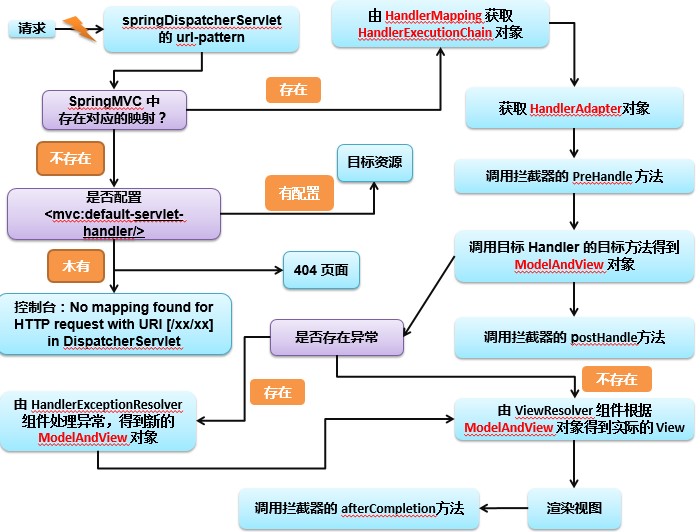 请求
springDispatcherServlet
的 url-pattern
由 HandlerMapping 获取
HandlerExecutionChain 对象
SpringMVC 中
存在对应的映射？
存在
获取 HandlerAdapter对象
不存在
目标资源
调用拦截器的 PreHandle 方法
是否配置
<mvc:default-servlet-
handler/>
有配置
调用目标 Handler 的目标方法得到
ModelAndView 对象
木有
404 页面
控制台：No mapping found for
HTTP request with URI [/xx/xx]
in DispatcherServlet
是否存在异常
调用拦截器的 postHandle方法
存在
不存在
由 HandlerExceptionResolver
组件处理异常，得到新的
ModelAndView 对象
由 ViewResolver 组件根据
ModelAndView 对象得到实际的 View
调用拦截器的 afterCompletion方法
渲染视图